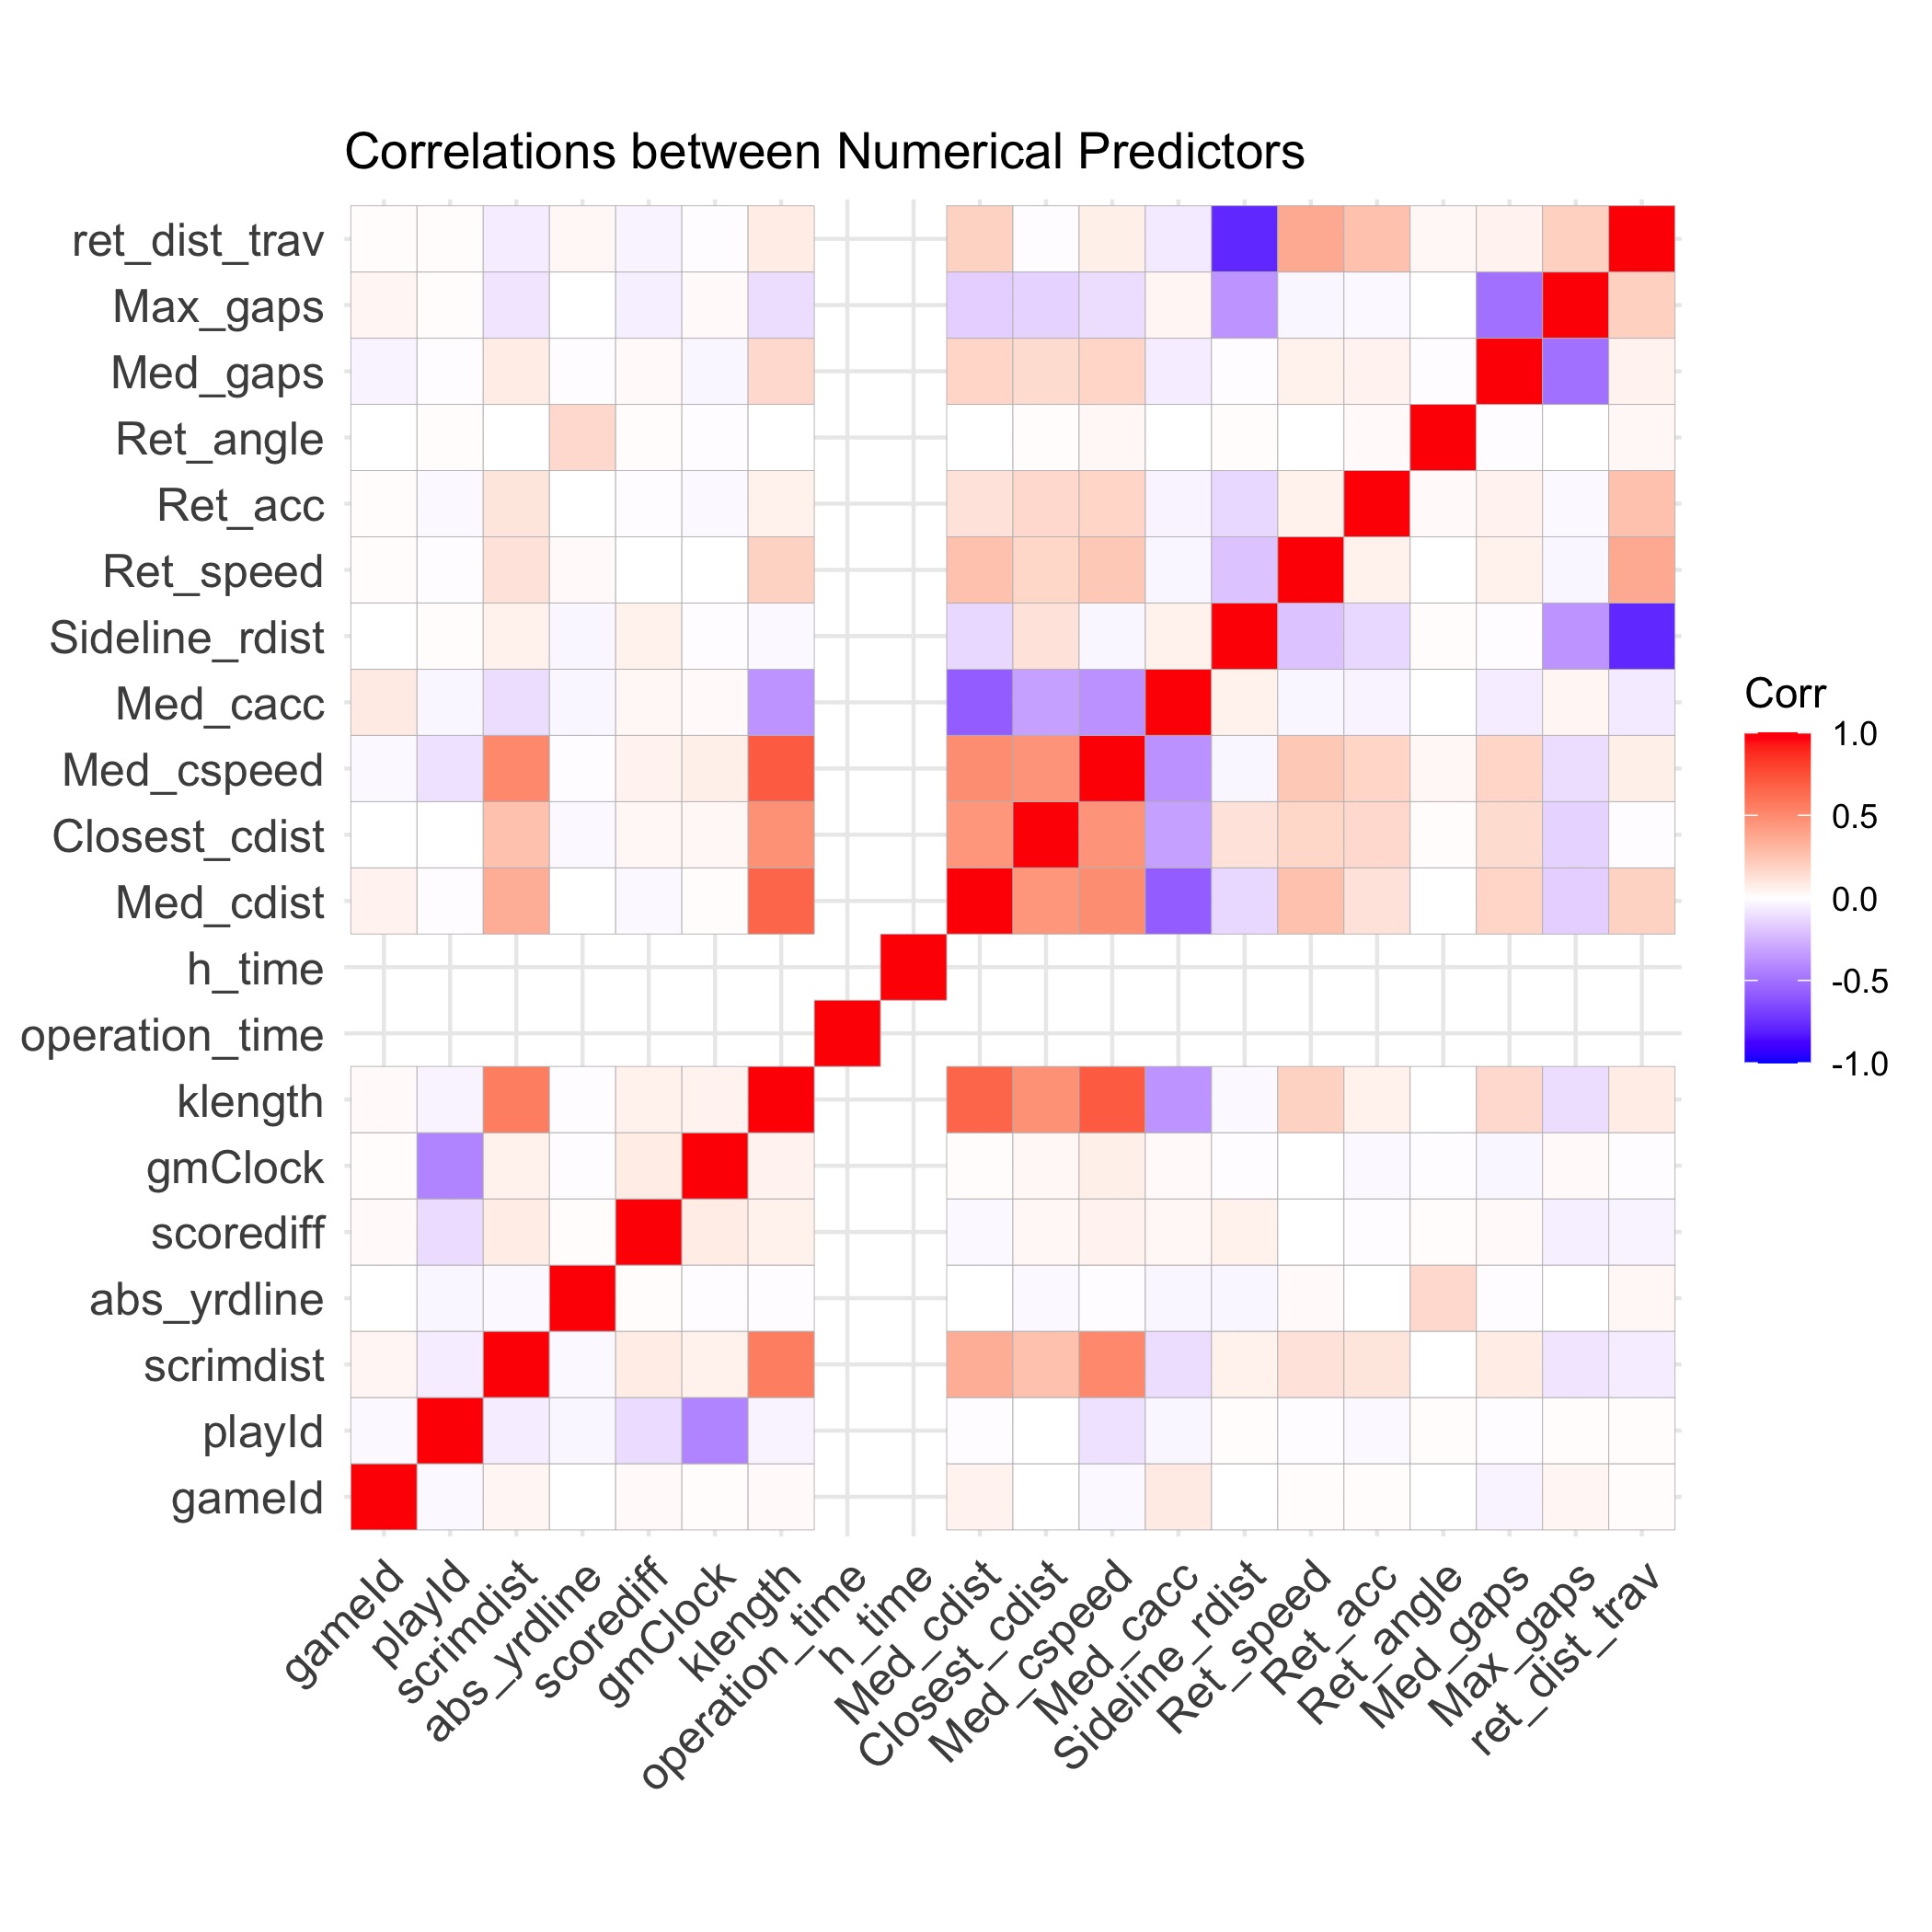 Correlations between Numerical Predictors
ret_dist_trav
Max_gaps
Med_gaps
Ret_angle
Ret_acc
Ret_speed
Sideline_rdist
Med_cacc
Med_cspeed
Closest_cdist
Med_cdist
h_time
operation_time
klength
gmClock
scorediff
abs_yrdline
scrimdist
playId
gameId
gameId
playId
scrimdist
abs_yrdline
scorediff
gmClock
klength
operation_time
h_time
Med_cdist
Closest_cdist
Med_cspeed
Med_cacc
Sideline_rdist
Ret_speed
Ret_acc
Ret_angle
Med_gaps
Max_gaps
ret_dist_trav
Corr
1.0
0.5
0.0
-0.5
-1.0